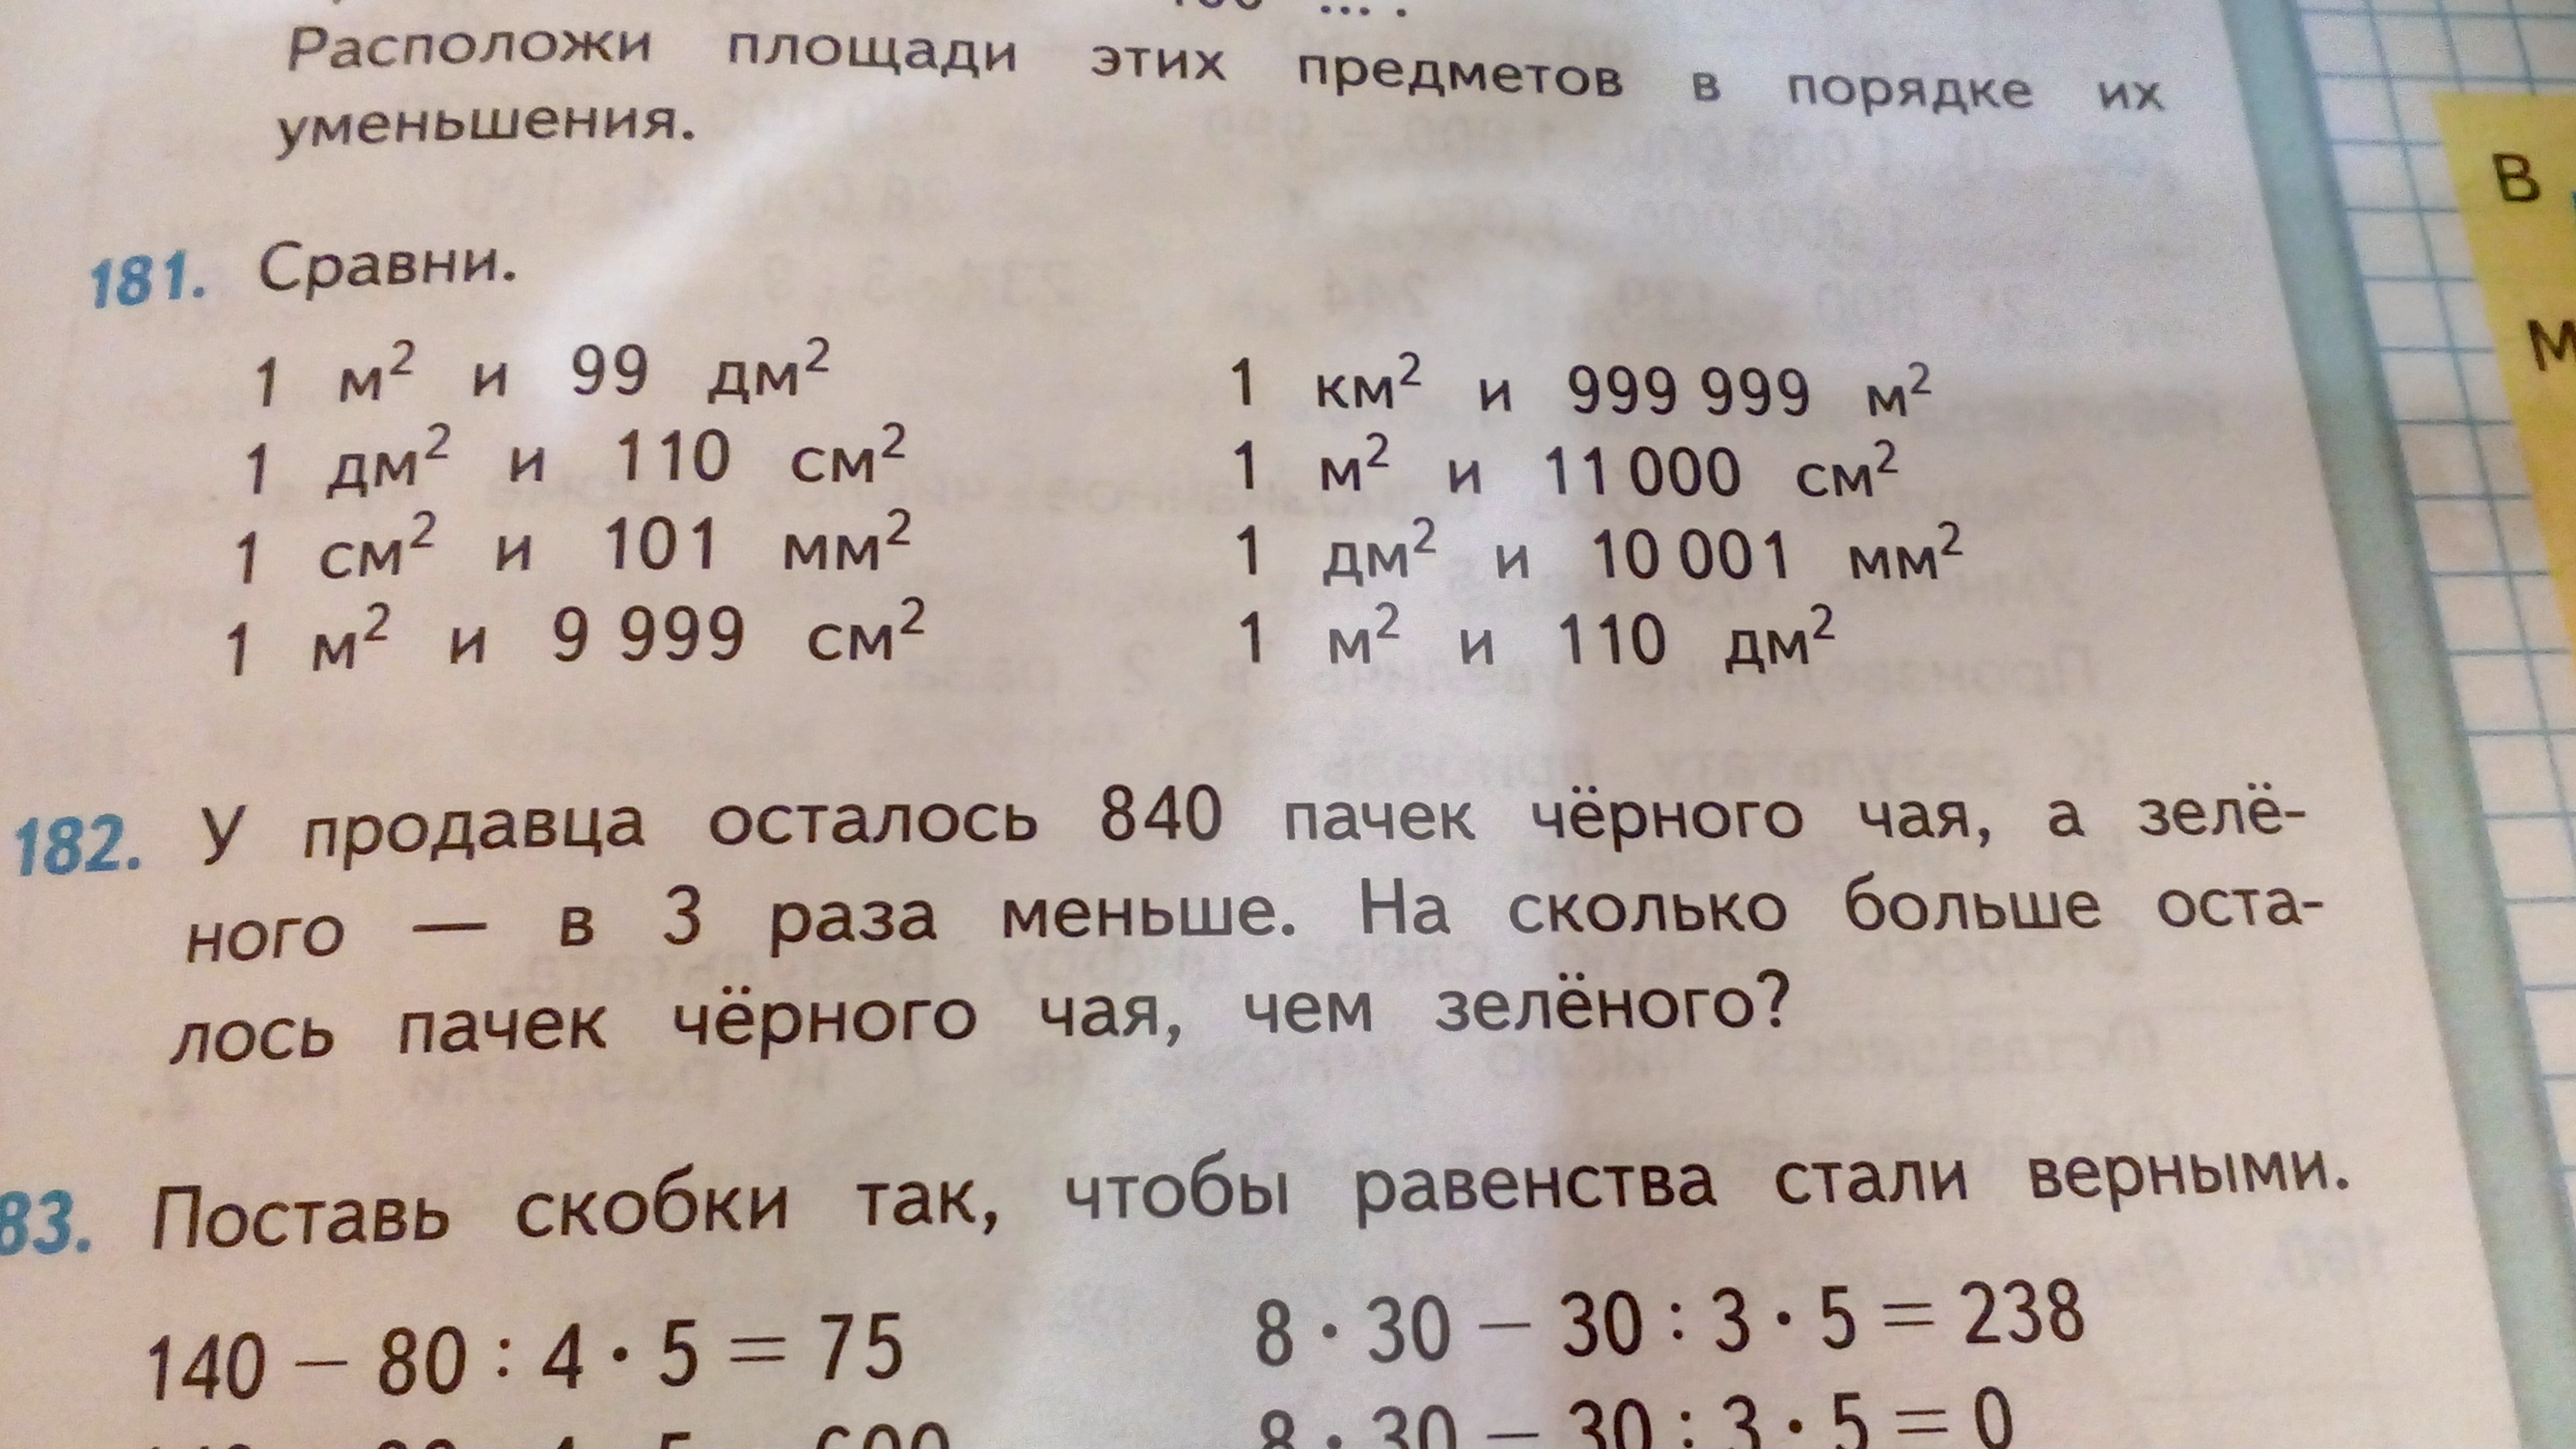 Расположи площади этих предметов в порядке их
уменьшения.
181. Сравни.
1 м² и 99 дм²
1 дм² и 110 см²
1 см² и 101 мм²
1 м² и 9 999 см²
1 км² и 999 999 м²
1 м² и 11 000 см²
1 дм² и 10 001 мм²
1 м² и 110 дм²
182. У продавца осталось 840 пачек чёрного чая, а зелё-
ного — в 3 раза меньше. На сколько больше оста-
лось пачек чёрного чая, чем зелёного?
83. Поставь скобки так, чтобы равенства стали верными.
140 – 80 : 4 · 5 = 75
8 · 30 – 30 : 3 · 5 = 238
8 · 30 – 30 : 3 · 5 = 0
В
М